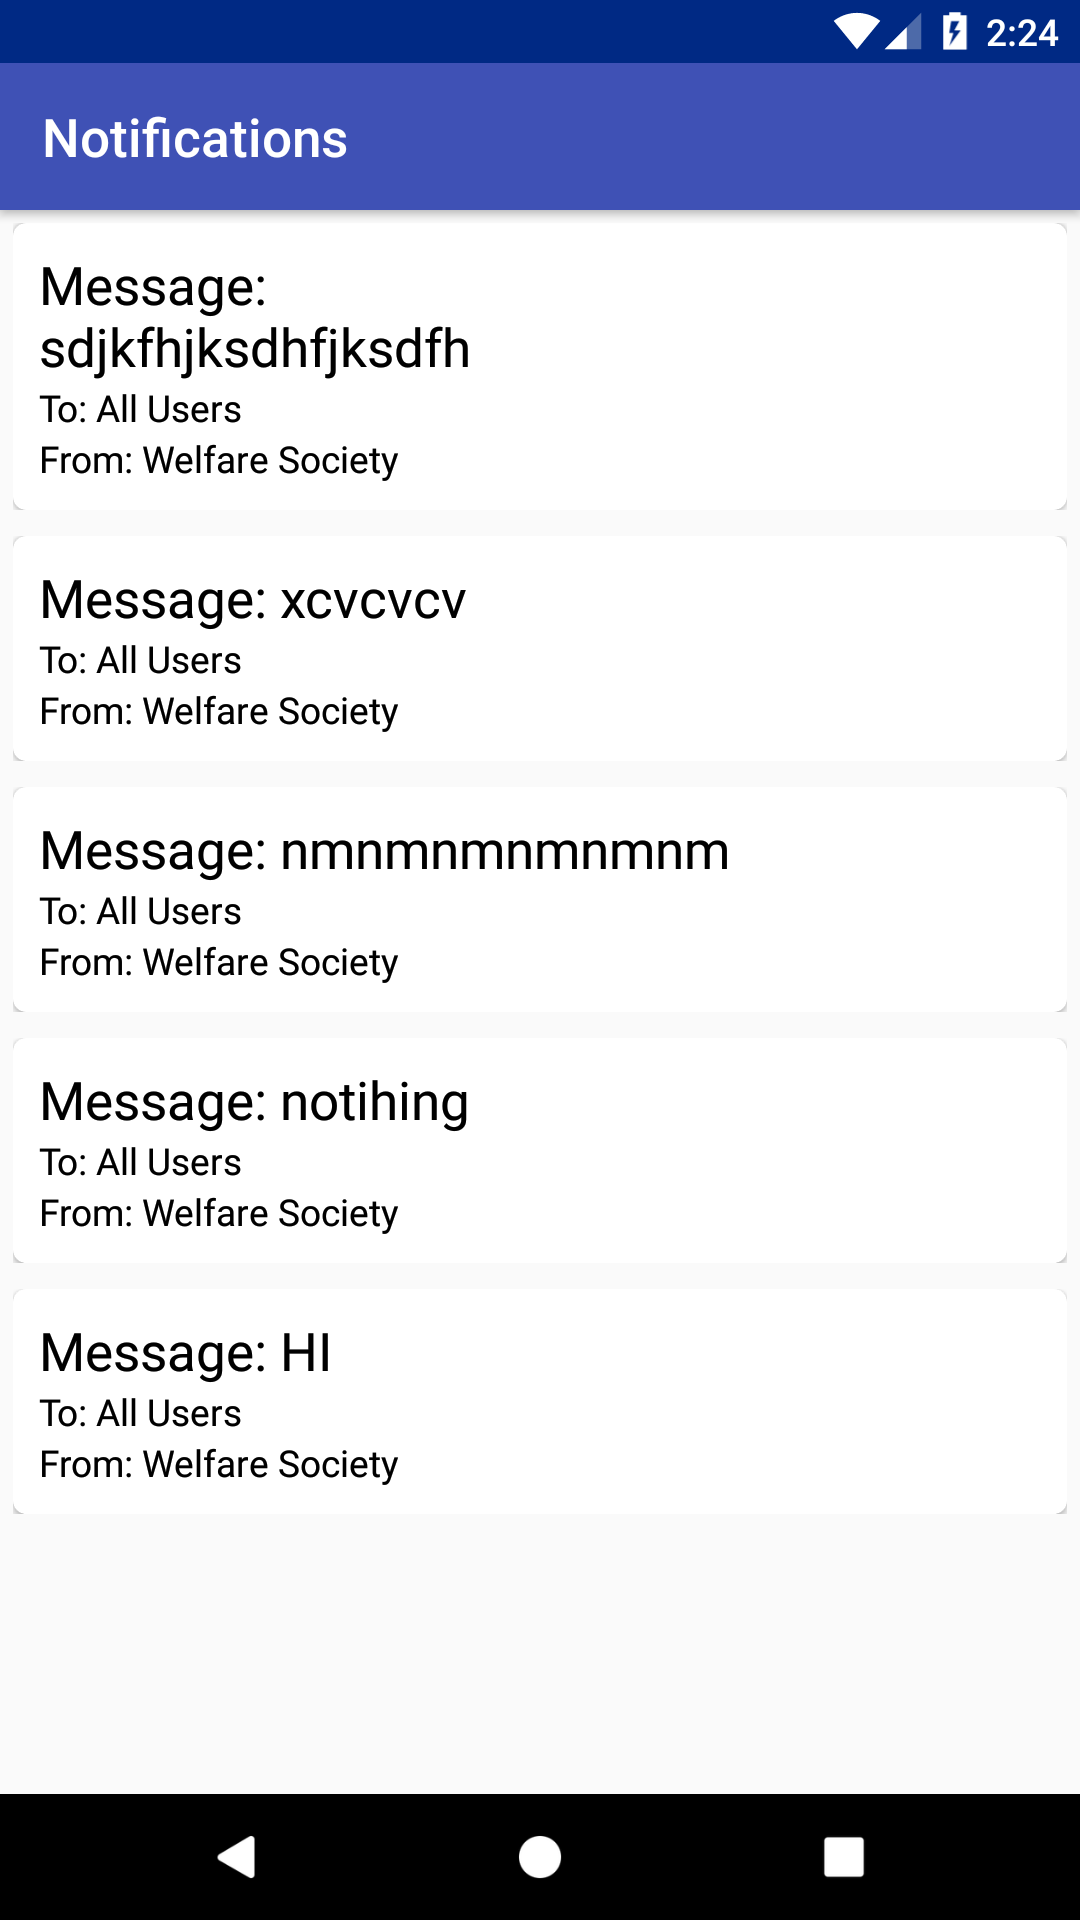 2:24
Notifications
Message:
sdjkfhjksdhfjksdfh
To: All Users
From: Welfare Society
Message: xcvcvcv
To: All Users
From: Welfare Society
Message: nmnmnmnmnmnm
To: All Users
From: Welfare Society
Message: notihing
To: All Users
From: Welfare Society
Message: HI
To: All Users
From: Welfare Society